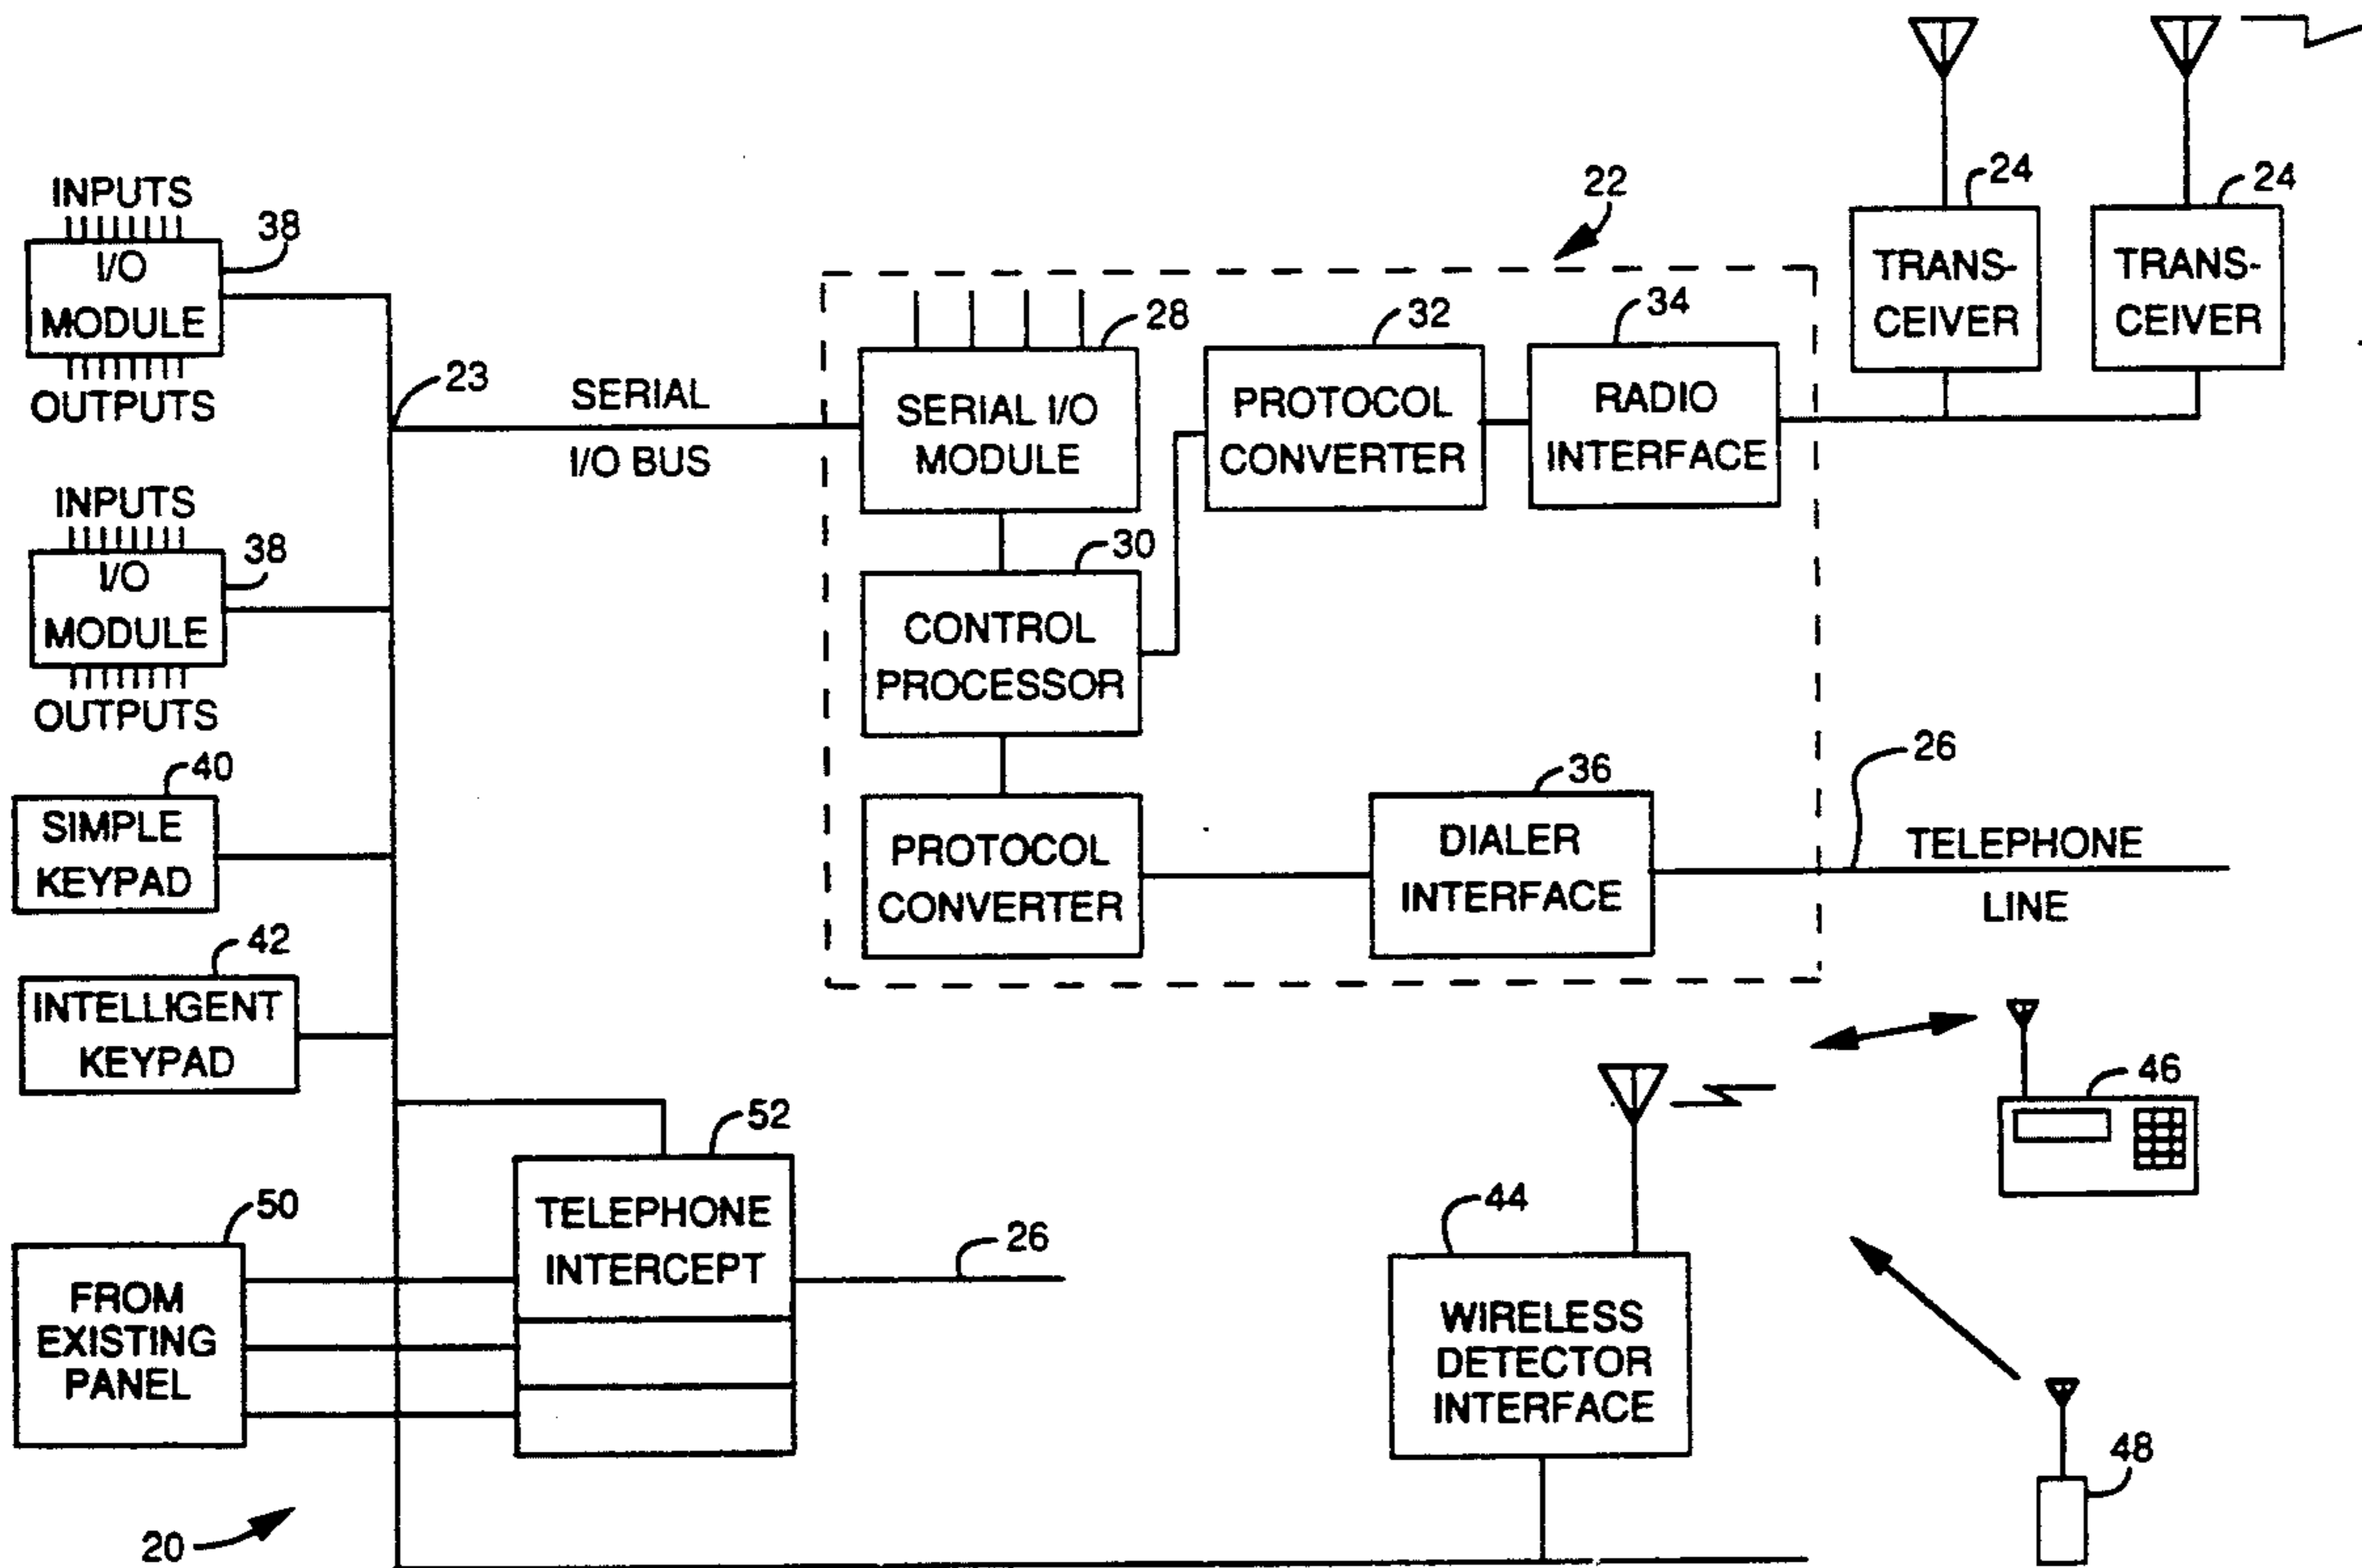 INPUTS
I/O
MODULE
OUTPUTS
38
INPUTS
I/O
MODULE
OUTPUTS
38
40
SIMPLE
KEYPAD
42
INTELLIGENT
KEYPAD
50
FROM
EXISTING
PANEL
20
23
SERIAL
I/O BUS
52
TELEPHONE
INTERCEPT
26
22
28
SERIAL I/O
MODULE
30
CONTROL
PROCESSOR
PROTOCOL
CONVERTER
32
PROTOCOL
CONVERTER
34
RADIO
INTERFACE
36
DIALER
INTERFACE
24
TRANS-
CEIVER
24
TRANS-
CEIVER
26
TELEPHONE
LINE
44
WIRELESS
DETECTOR
INTERFACE
46
48